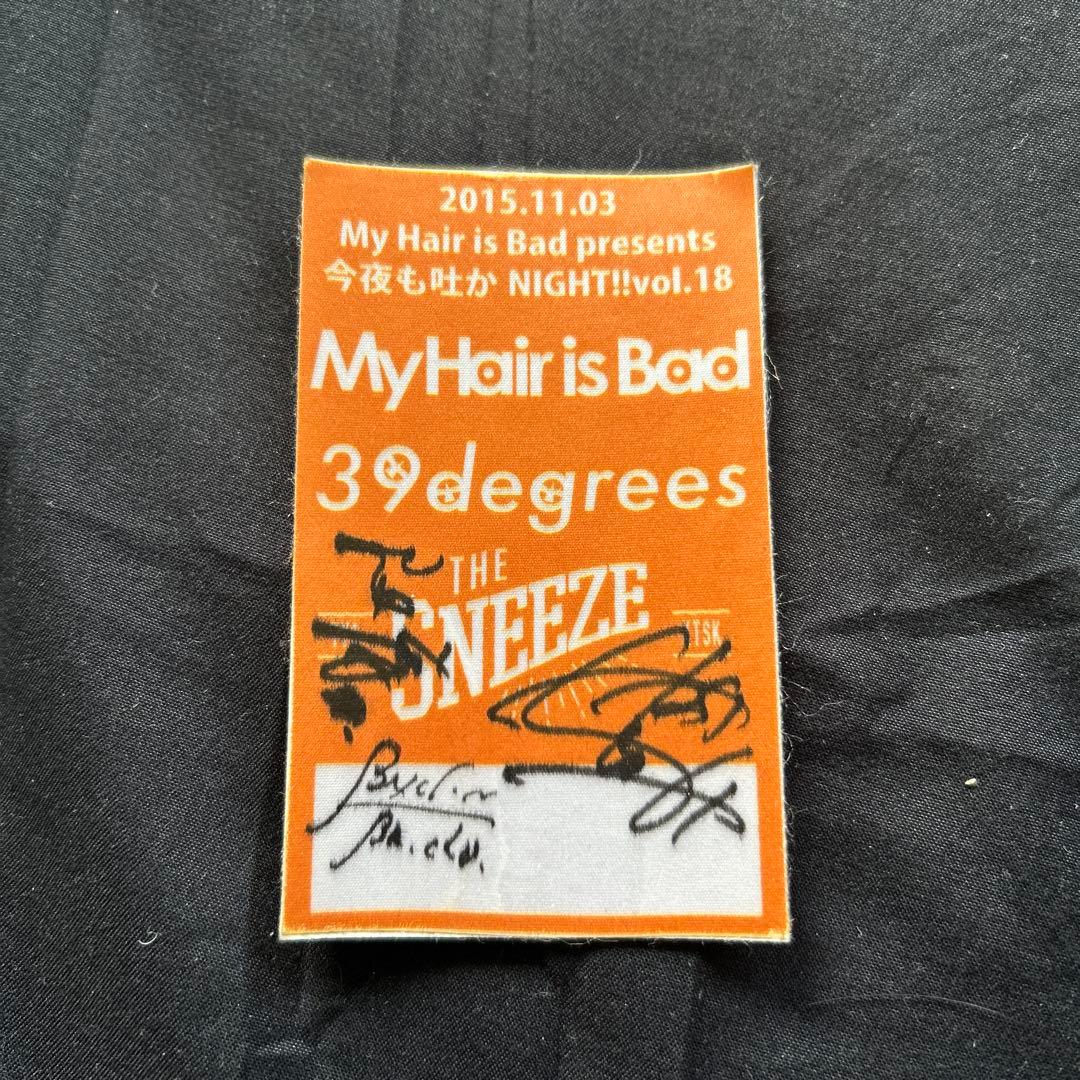 2015.11.03
My Hair is Bad presents
今夜も吐か NIGHT!!vol.18
My Hair is Bad
39degrees
THE
SNEEZE
TSK